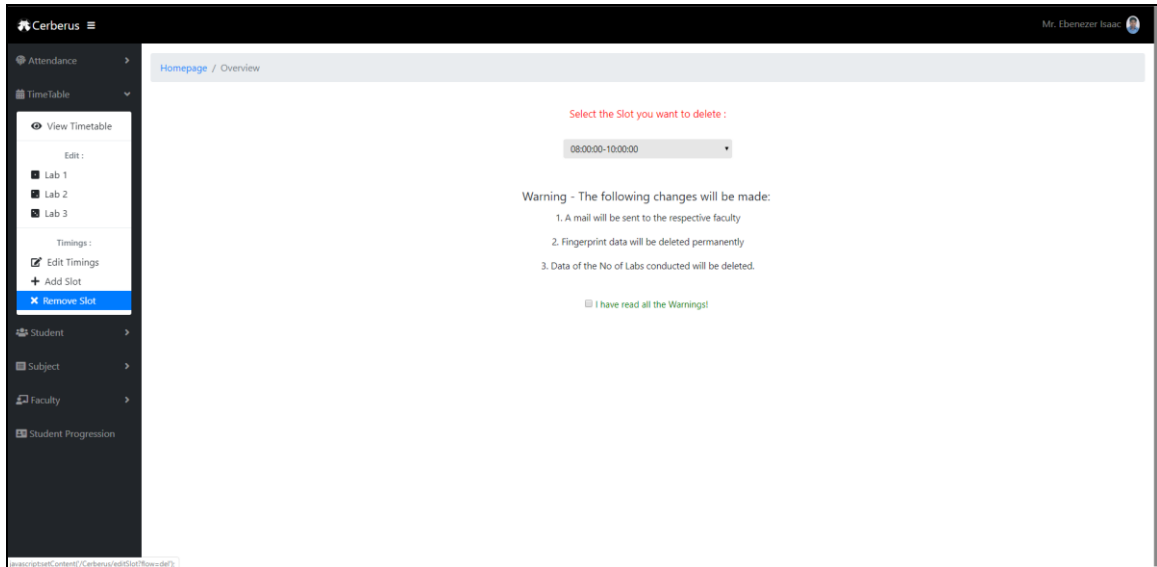 Cerberus
Mr. Ebenezer Isaac
Attendance
TimeTable
View Timetable
Edit :
Lab 1
Lab 2
Lab 3
Timings :
Edit Timings
Add Slot
Remove Slot
Student
Subject
Faculty
Student Progression
Homepage / Overview
Select the Slot you want to delete :
08:00:00-10:00:00
Warning - The following changes will be made:
1. A mail will be sent to the respective faculty
2. Fingerprint data will be deleted permanently
3. Data of the No of Labs conducted will be deleted.
I have read all the Warnings!
javascript:setContent('/Cerberus/editSlot?flow=del');